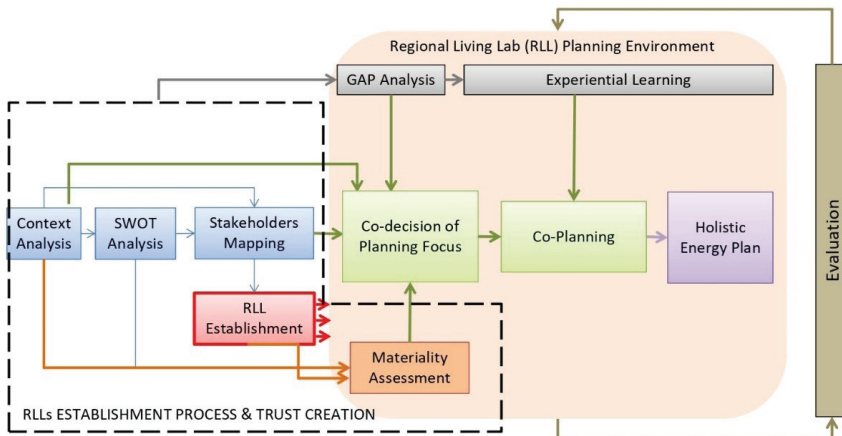 Regional Living Lab (RLL) Planning Environment
GAP Analysis
Experiential Learning
Context
Analysis
SWOT
Analysis
Stakeholders
Mapping
Co-decision of
Planning Focus
Co-Planning
Holistic
Energy Plan
Evaluation
RLL
Establishment
Materiality
Assessment
RLLs ESTABLISHMENT PROCESS & TRUST CREATION